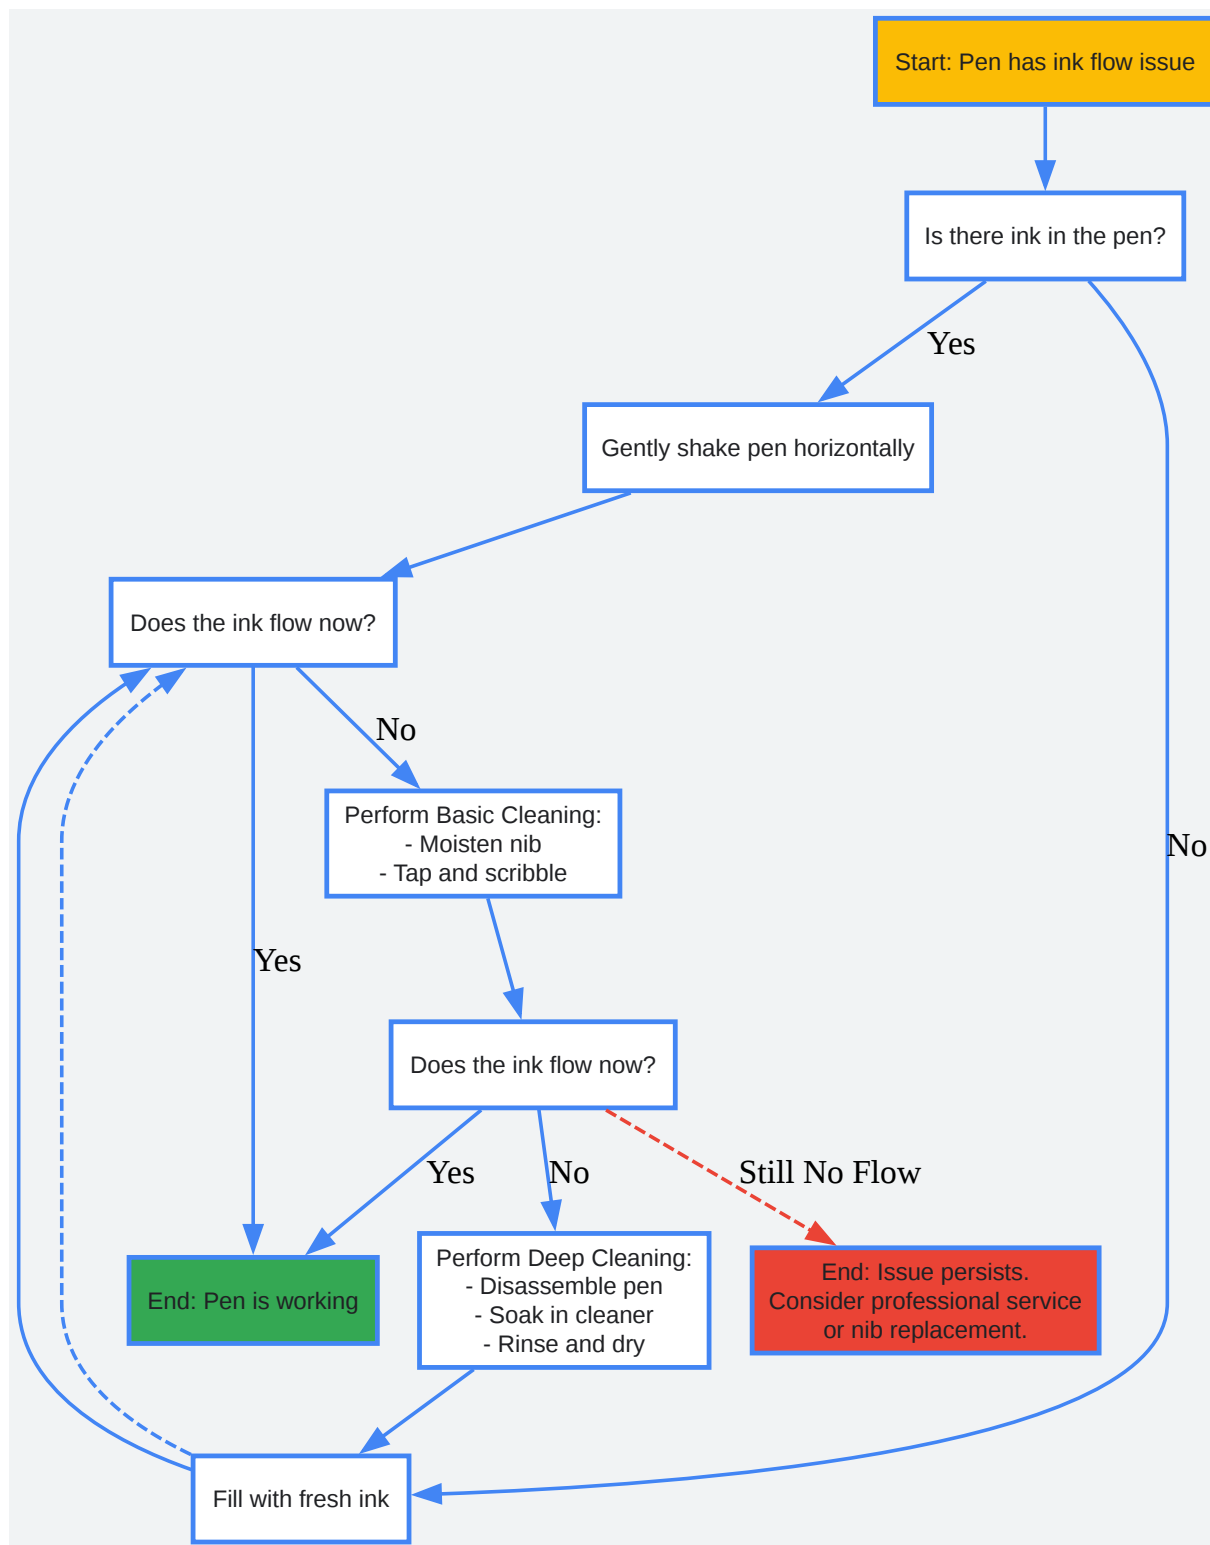 Start: Pen has ink flow issue
Is there ink in the pen?
Yes
Gently shake pen horizontally
Does the ink flow now?
No
Perform Basic Cleaning:
- Moisten nib
- Tap and scribble
No
Yes
Does the ink flow now?
Yes
No
Still No Flow
End: Pen is working
Perform Deep Cleaning:
- Disassemble pen
- Soak in cleaner
- Rinse and dry
End: Issue persists.
Consider professional service
or nib replacement.
Fill with fresh ink